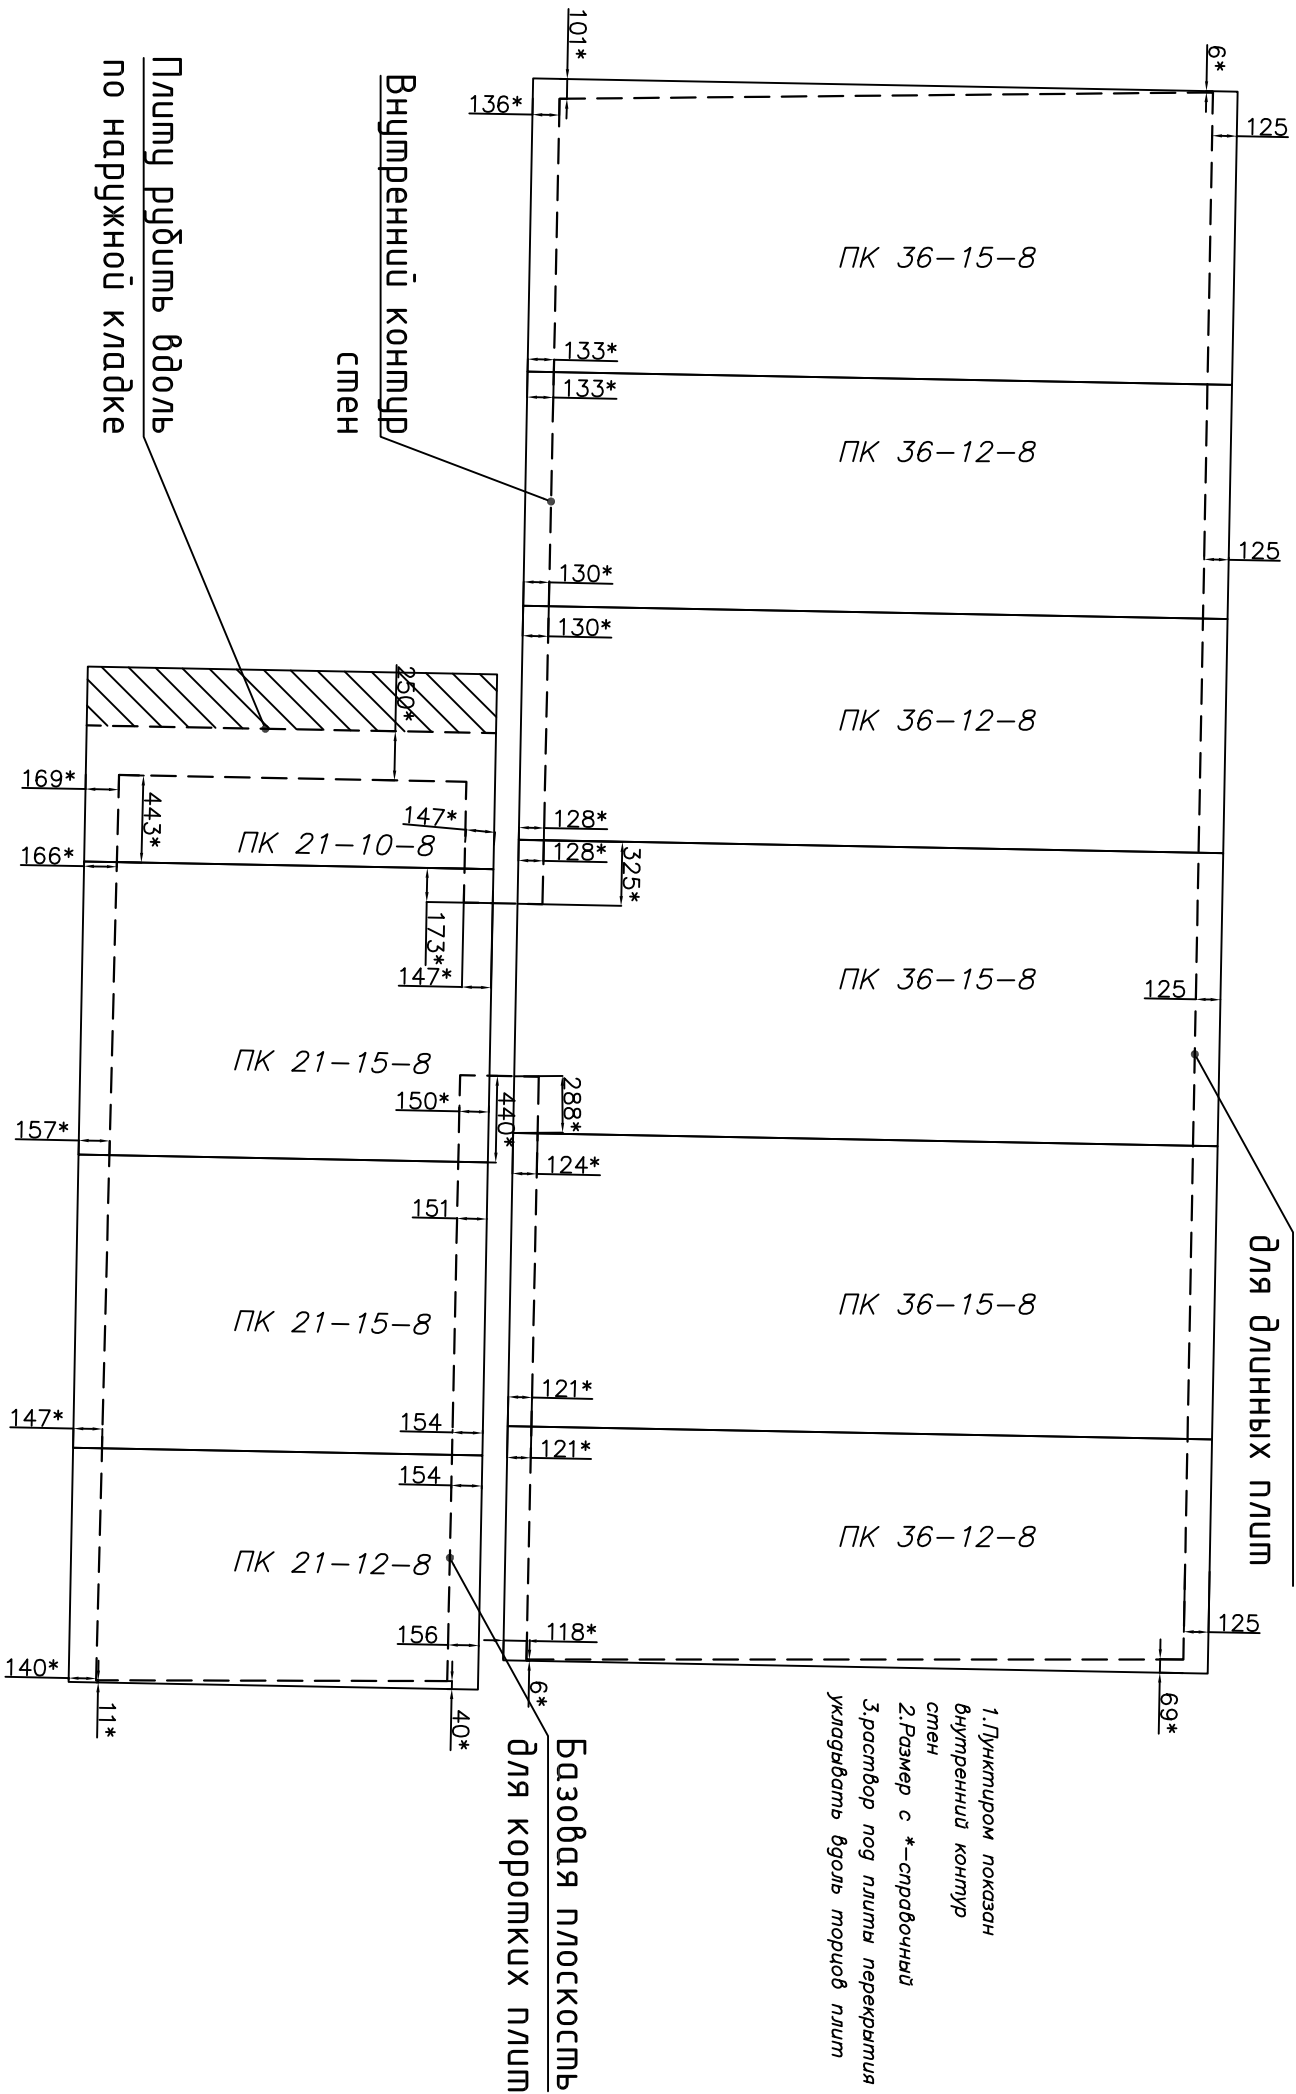 101*
6*
136*
125
Плиту рубить вдоль
по наружной кладке
Внутренний контур
стен
ПК 36-15-8
133*
133*
ПК 36-12-8
125
130*
130*
ПК 36-12-8
250*
169*
443*
147*
ПК 21-10-8
166*
128*
128*
325*
173*
147*
ПК 36-15-8
125
ПК 21-15-8
150*
440*
288*
157*
124*
151
для длинных плит
ПК 36-15-8
ПК 21-15-8
147*
154
154
121*
121*
ПК 36-12-8
ПК 21-12-8
156
118*
125
140*
11*
40*
6*
69*
Базовая плоскость
для коротких плит
1.Пунктиром показан
внутренний контур
стен
2.Размер с *-справочный
3.раствор под плиты перекрытия
укладывать вдоль торцов плит